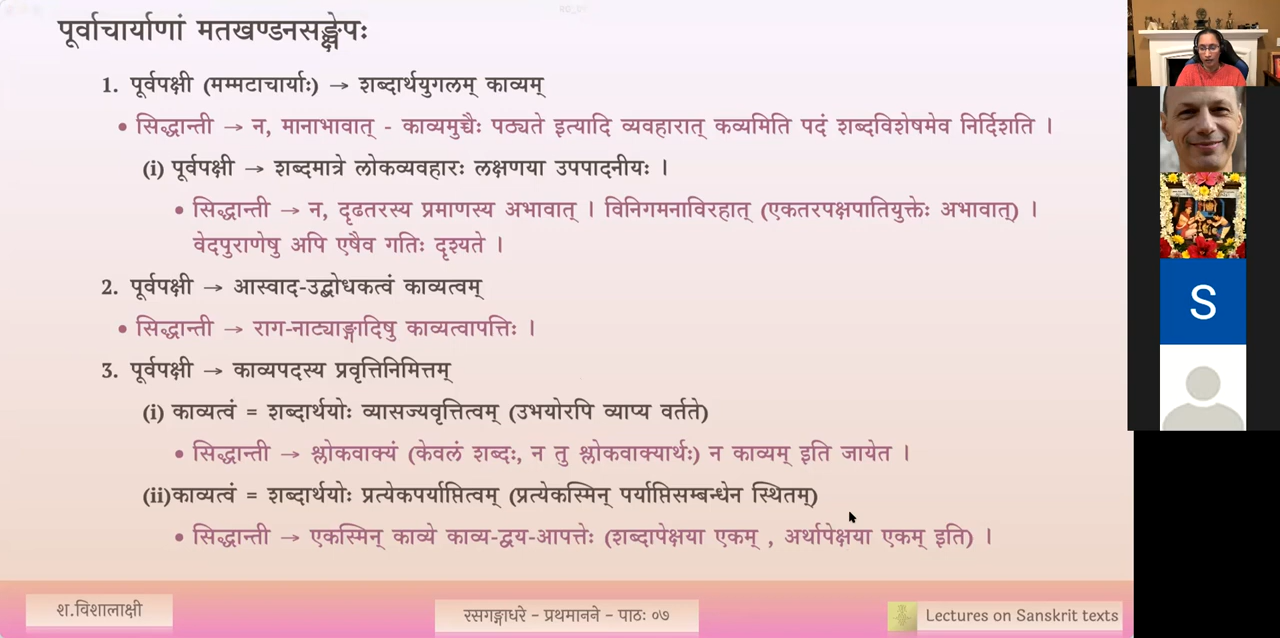 पूर्वाचार्याणां मतखण्डनसङ्क्षेपः
1. पूर्वपक्षी (मम्मटाचार्याः) → शब्दार्थयुगलम् काव्यम्
• सिद्धान्ती → न, मानाभावात् - काव्यमुच्चैः पठ्यते इत्यादि व्यवहारात् कव्यमिति पदं शब्दविशेषमेव निर्दिशति ।
(i) पूर्वपक्षी → शब्दमात्रे लोकव्यवहारः लक्षणया उपपादनीयः ।
• सिद्धान्ती → न, दृढतरस्य प्रमाणस्य अभावात् । विनिगमनाविरहात् (एकतरपक्षपातियुक्तेः अभावात्) ।
वेदपुराणेषु अपि एषैव गतिः दृश्यते ।
2. पूर्वपक्षी → आस्वाद-उद्बोधकत्वं काव्यत्वम्
• सिद्धान्ती → राग-नाट्याङ्गादिषु काव्यत्वापत्तिः ।
3. पूर्वपक्षी → काव्यपदस्य प्रवृत्तिनिमित्तम्
(i) काव्यत्वं = शब्दार्थयोः व्यासज्यवृत्तित्वम् (उभयोरपि व्याप्य वर्तते)
• सिद्धान्ती → श्लोकवाक्यं (केवलं शब्दः, न तु श्लोकवाक्यार्थः) न काव्यम् इति जायेत ।
(ii)काव्यत्वं = शब्दार्थयोः प्रत्येकपर्याप्तित्वम् (प्रत्येकस्मिन् पर्याप्तिसम्बन्धेन स्थितम्)
• सिद्धान्ती → एकस्मिन् काव्ये काव्य-द्वय-आपत्तेः (शब्दापेक्षया एकम् , अर्थापेक्षया एकम् इति) ।
श.विशालाक्षी
रसगङ्गाधरे - प्रथमानने - पाठः ०७
Lectures on Sanskrit texts
S